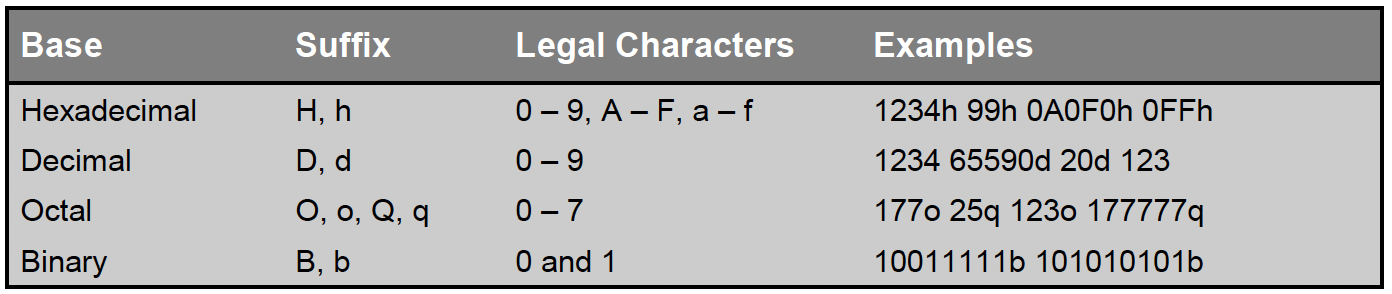 Base Suffix Legal Characters Examples
Hexadecimal H, h 0 – 9, A – F, a – f 1234h 99h 0A0F0h 0FFh
Decimal D, d 0 – 9 1234 65590d 20d 123
Octal O, o, Q, q 0 – 7 177o 25q 123o 177777q
Binary B, b 0 and 1 10011111b 101010101b